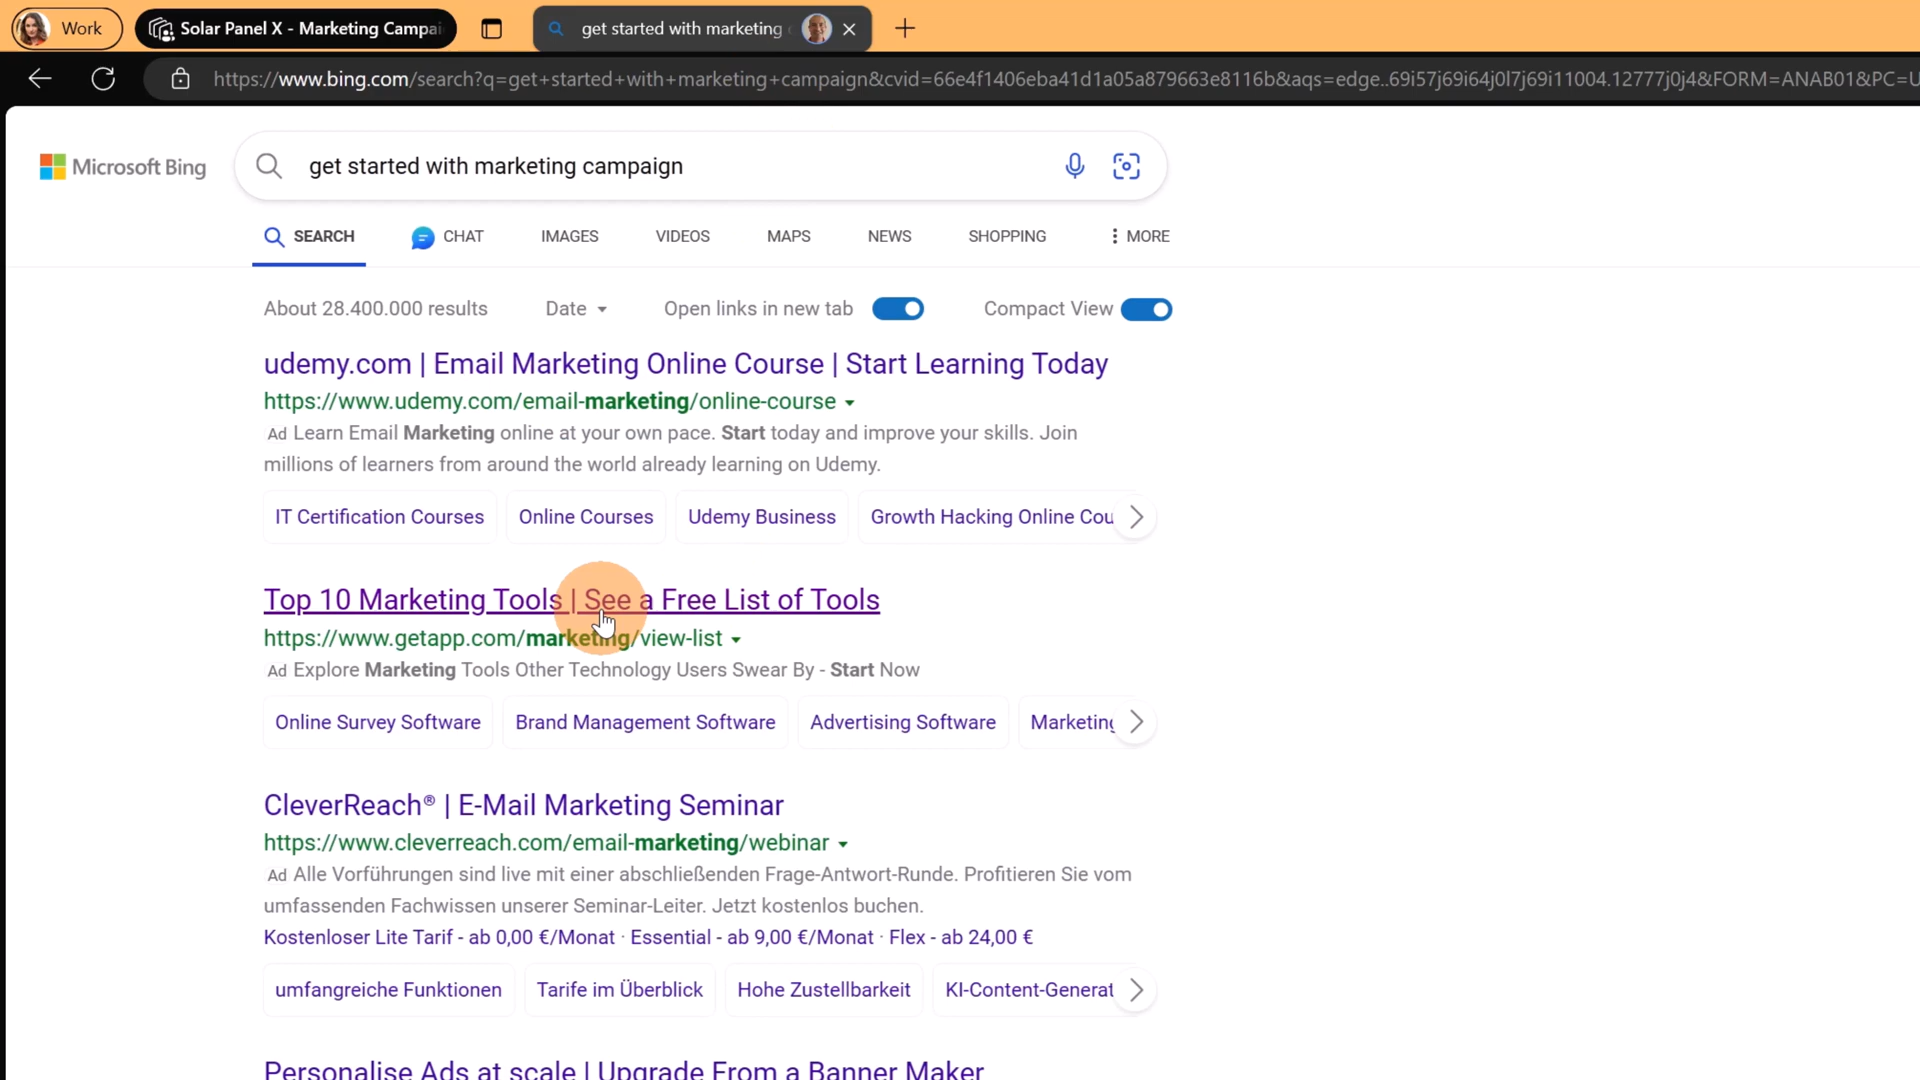 Work
Solar Panel X - Marketing Campai
get started with marketing
https://www.bing.com/search?q=get+started+with+marketing+campaign&cvid=66e4f1406eba41d1a05a879663e8116b&aqs=edge..69i57j69i64j0l7j69i11004.12777j0j4&FORM=ANAB01&PC=U
Microsoft Bing
get started with marketing campaign
SEARCH CHAT IMAGES VIDEOS MAPS NEWS SHOPPING MORE
About 28.400.000 results Date Open links in new tab Compact View
udemy.com | Email Marketing Online Course | Start Learning Today
https://www.udemy.com/email-marketing/online-course
Ad Learn Email Marketing online at your own pace. Start today and improve your skills. Join
millions of learners from around the world already learning on Udemy.
IT Certification Courses Online Courses Udemy Business Growth Hacking Online Cou
Top 10 Marketing Tools | See a Free List of Tools
https://www.getapp.com/marketing/view-list
Ad Explore Marketing Tools Other Technology Users Swear By - Start Now
Online Survey Software Brand Management Software Advertising Software Marketing
CleverReach® | E-Mail Marketing Seminar
https://www.cleverreach.com/email-marketing/webinar
Ad Alle Vorführungen sind live mit einer abschließenden Frage-Antwort-Runde. Profitieren Sie vom
umfassenden Fachwissen unserer Seminar-Leiter. Jetzt kostenlos buchen.
Kostenloser Lite Tarif - ab 0,00 €/Monat · Essential - ab 9,00 €/Monat · Flex - ab 24,00 €
umfangreiche Funktionen Tarife im Überblick Hohe Zustellbarkeit KI-Content-Generat
Personalise Ads at scale | Upgrade From a Banner Maker